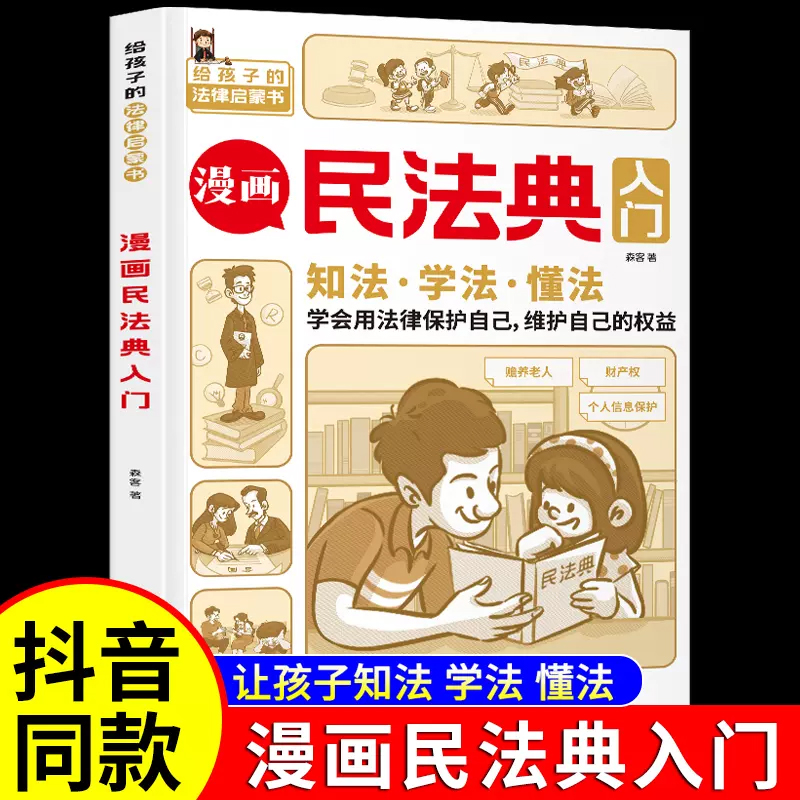 给孩子的
法律启蒙书
民法典
漫画
民法典
入门
森客 著
知法·学法·懂法
学会用法律保护自己,维护自己的权益
赡养老人
财产权
个人信息保护
C
R
民法典
给孩子的法律启蒙书
漫画民法典入门
森客 著
抖音
同款
让孩子知法 学法 懂法
漫画民法典入门